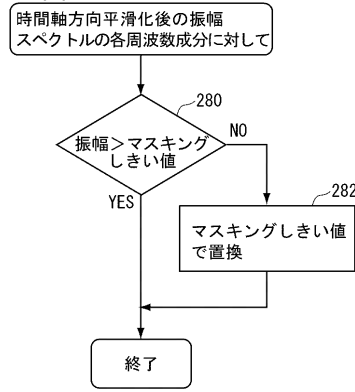 時間軸方向平滑化後の振幅
スペクトルの各周波数成分に対して
280
振幅＞マスキング
しきい値
NO
YES
282
マスキングしきい値
で置換
終了